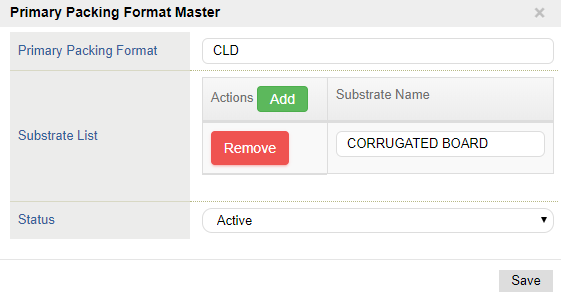 Primary Packing Format Master ×
Primary Packing Format CLD
Actions Add Substrate Name
Substrate List
Remove CORRUGATED BOARD
Status Active
Save